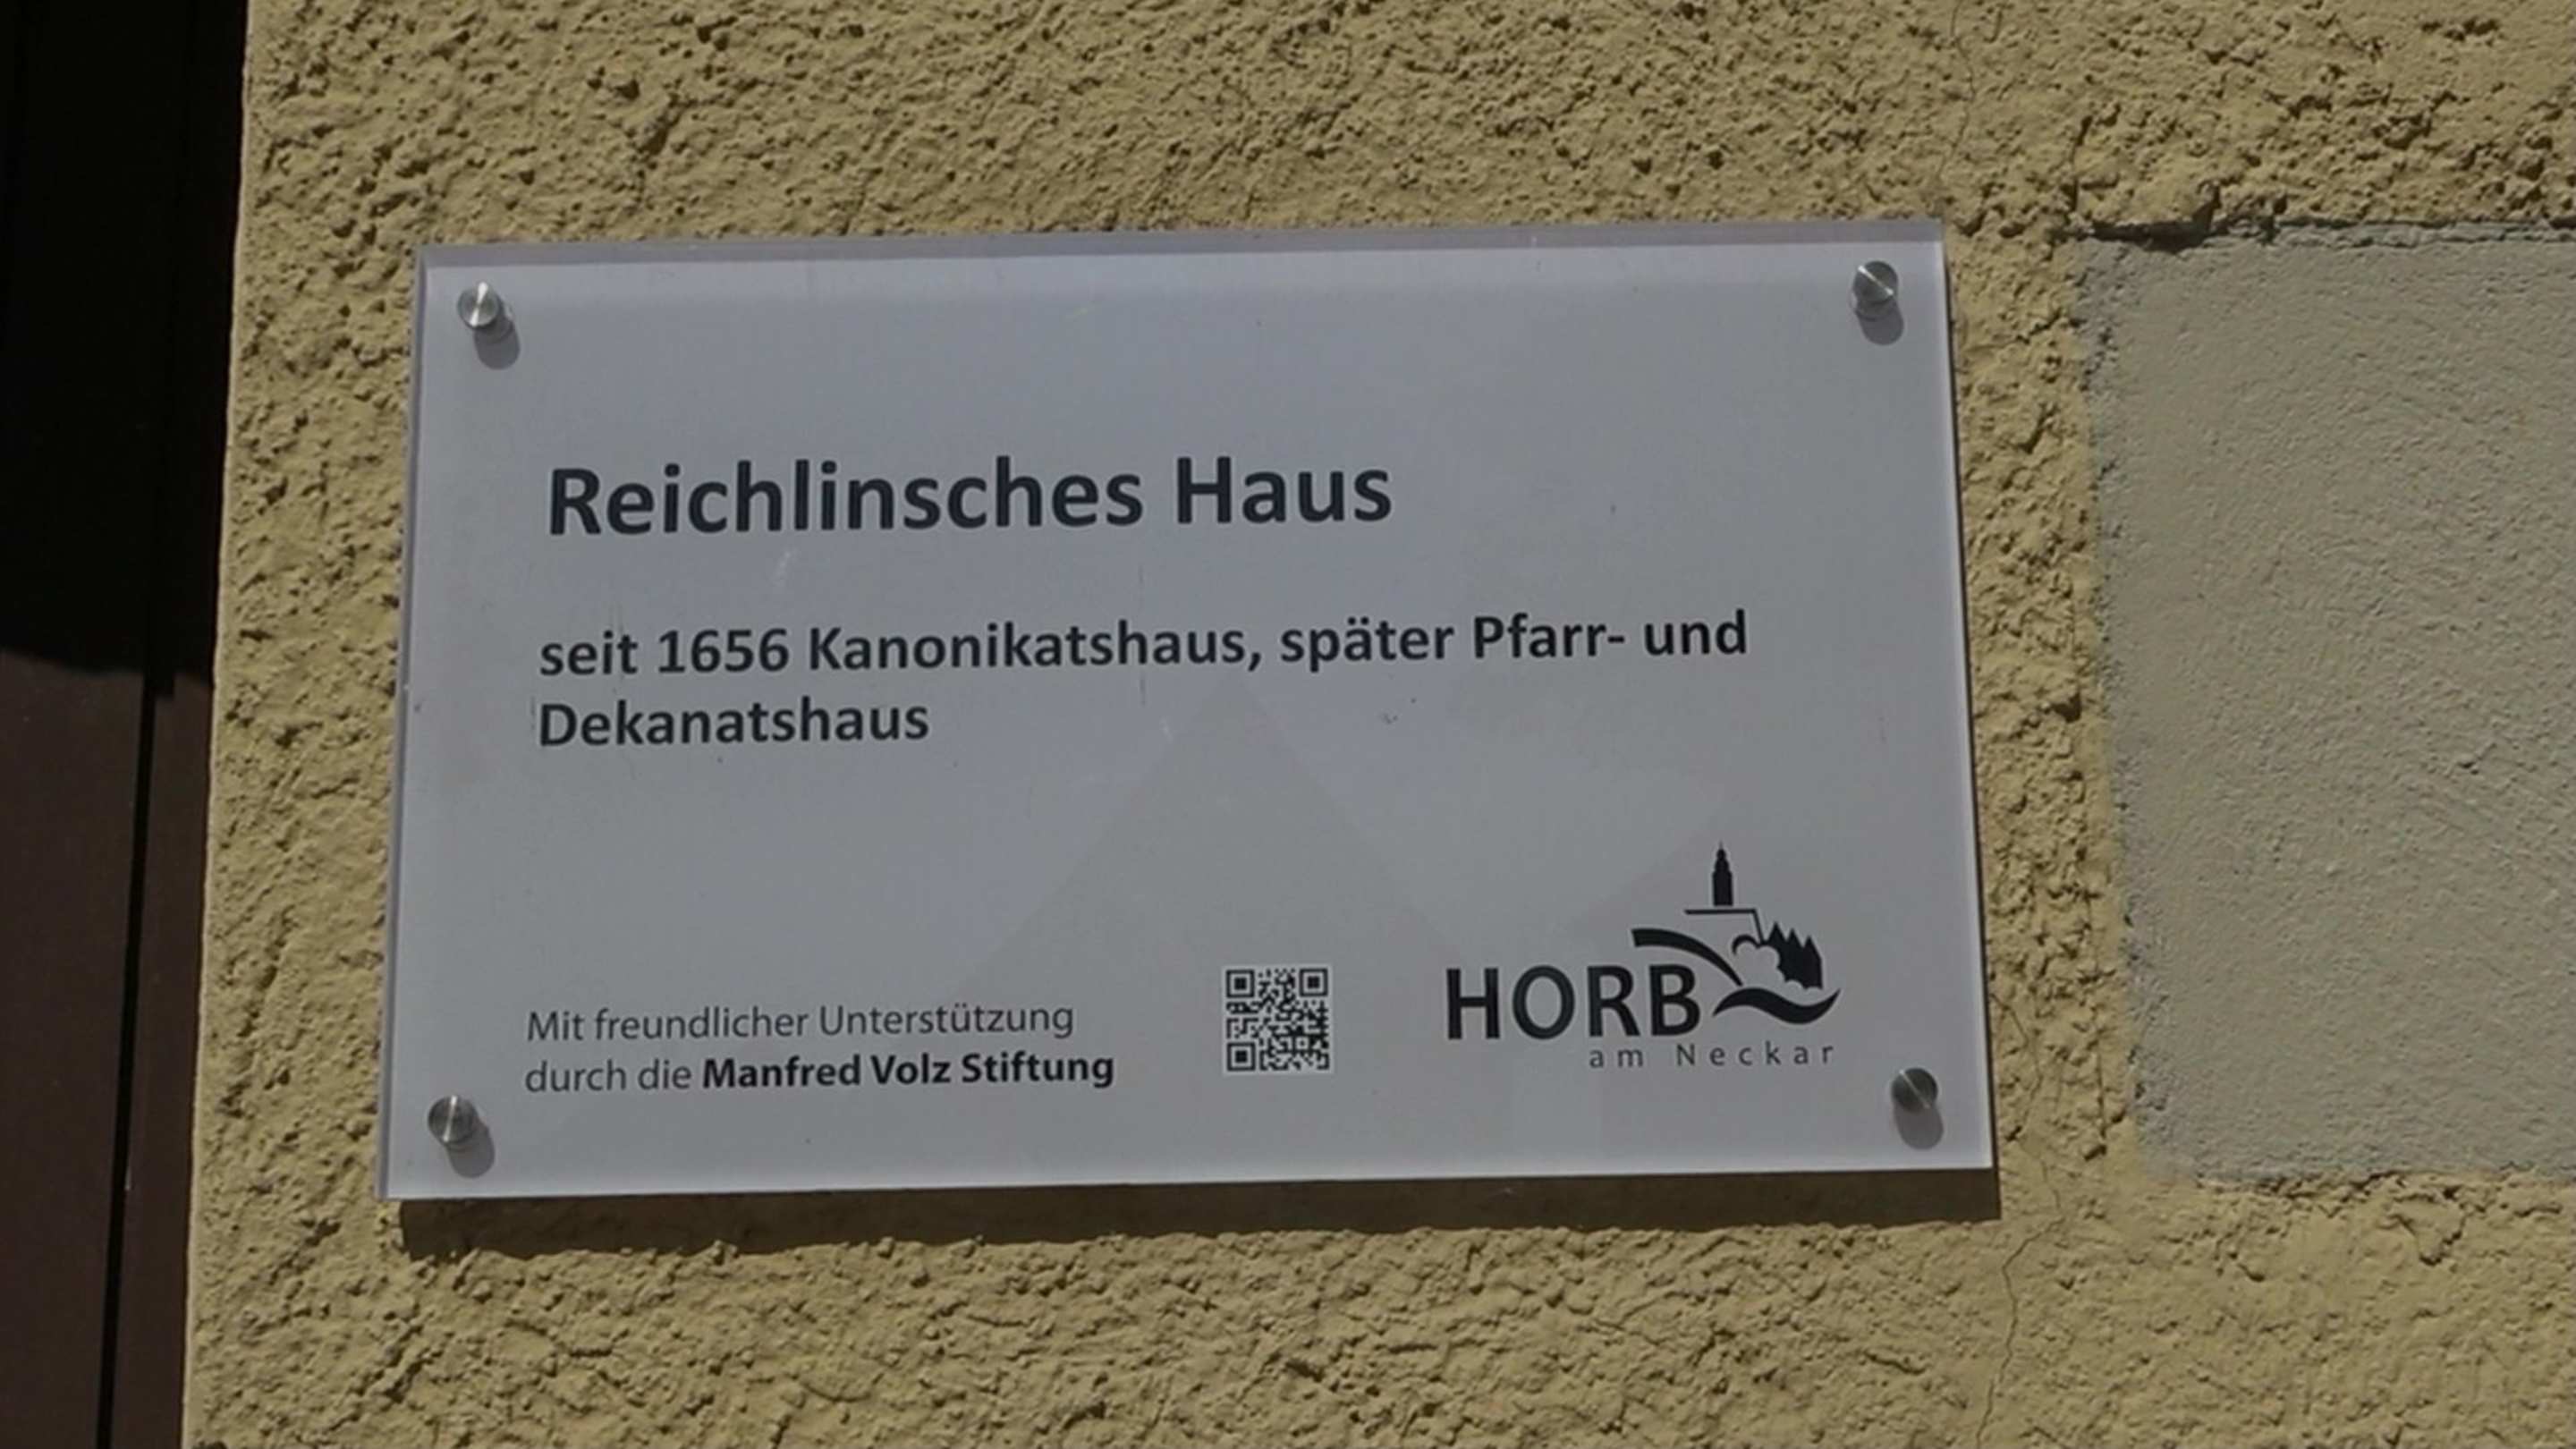 Reichlinsches Haus
seit 1656 Kanonikatshaus, später Pfarr- und
Dekanatshaus
Mit freundlicher Unterstützung
durch die Manfred Volz Stiftung
HORB
am Neckar